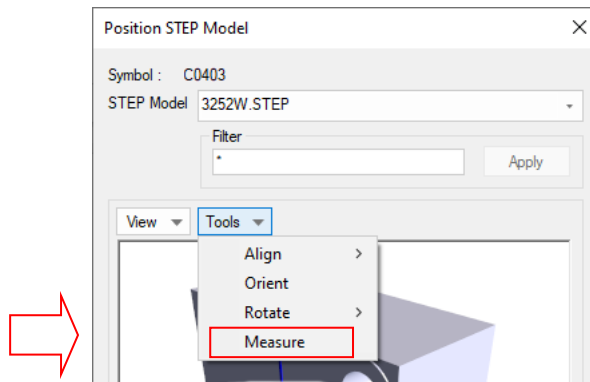 Position STEP Model
Symbol : C0403
STEP Model 3252W.STEP
Filter
* Apply
View Tools
Align
Orient
Rotate
Measure